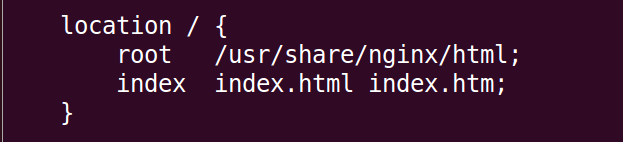 location / {
    root   /usr/share/nginx/html;
    index  index.html index.htm;
}